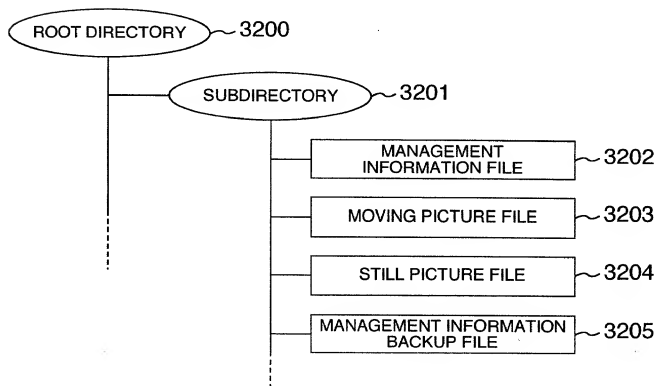 ROOT DIRECTORY 3200
SUBDIRECTORY 3201
MANAGEMENT
INFORMATION FILE 3202
MOVING PICTURE FILE 3203
STILL PICTURE FILE 3204
MANAGEMENT INFORMATION
BACKUP FILE 3205